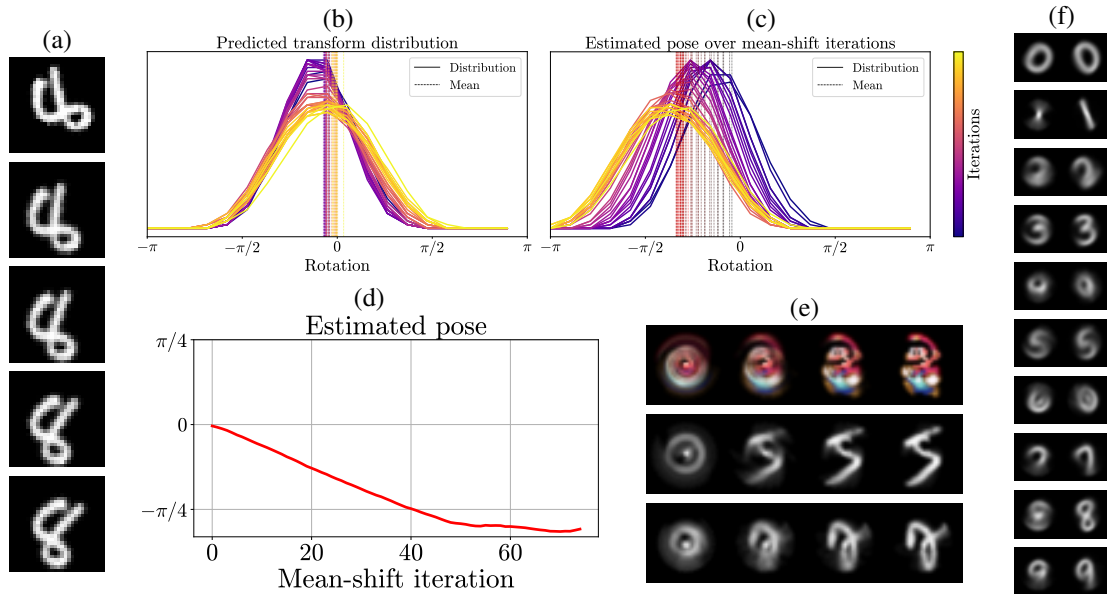 (a)
(b)
Predicted transform distribution
Distribution
Mean
−π
−π/2
0
π/2
π
Rotation
(c)
Estimated pose over mean-shift iterations
Distribution
Mean
−π
−π/2
0
π/2
π
Rotation
Iterations
(d)
Estimated pose
π/4
0
−π/4
0
20
40
60
Mean-shift iteration
(e)
(f)